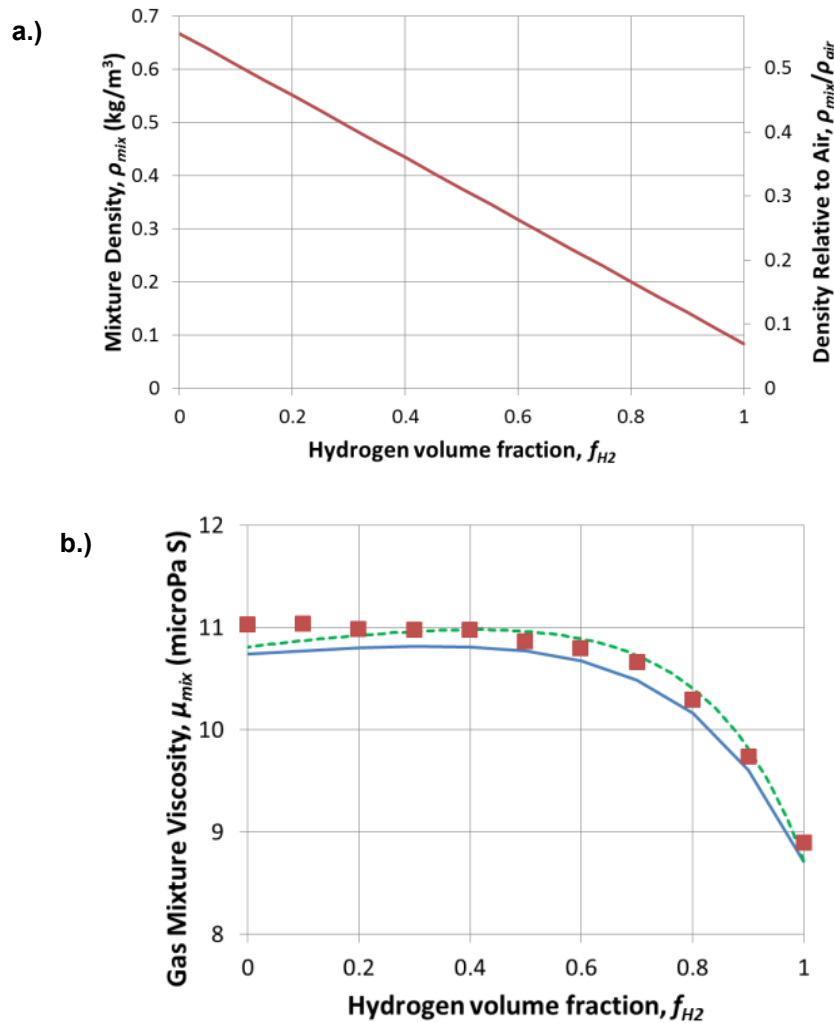 a.)
Mixture Density, ρmix (kg/m³)
0.7
0.6
0.5
0.4
0.3
0.2
0.1
0
0.5
0.4
0.3
0.2
0.1
0
Density Relative to Air, ρmix/ρair
0 0.2 0.4 0.6 0.8 1
Hydrogen volume fraction, fH2
b.)
Gas Mixture Viscosity, μmix (microPa S)
12
11
10
9
8
0 0.2 0.4 0.6 0.8 1
Hydrogen volume fraction, fH2